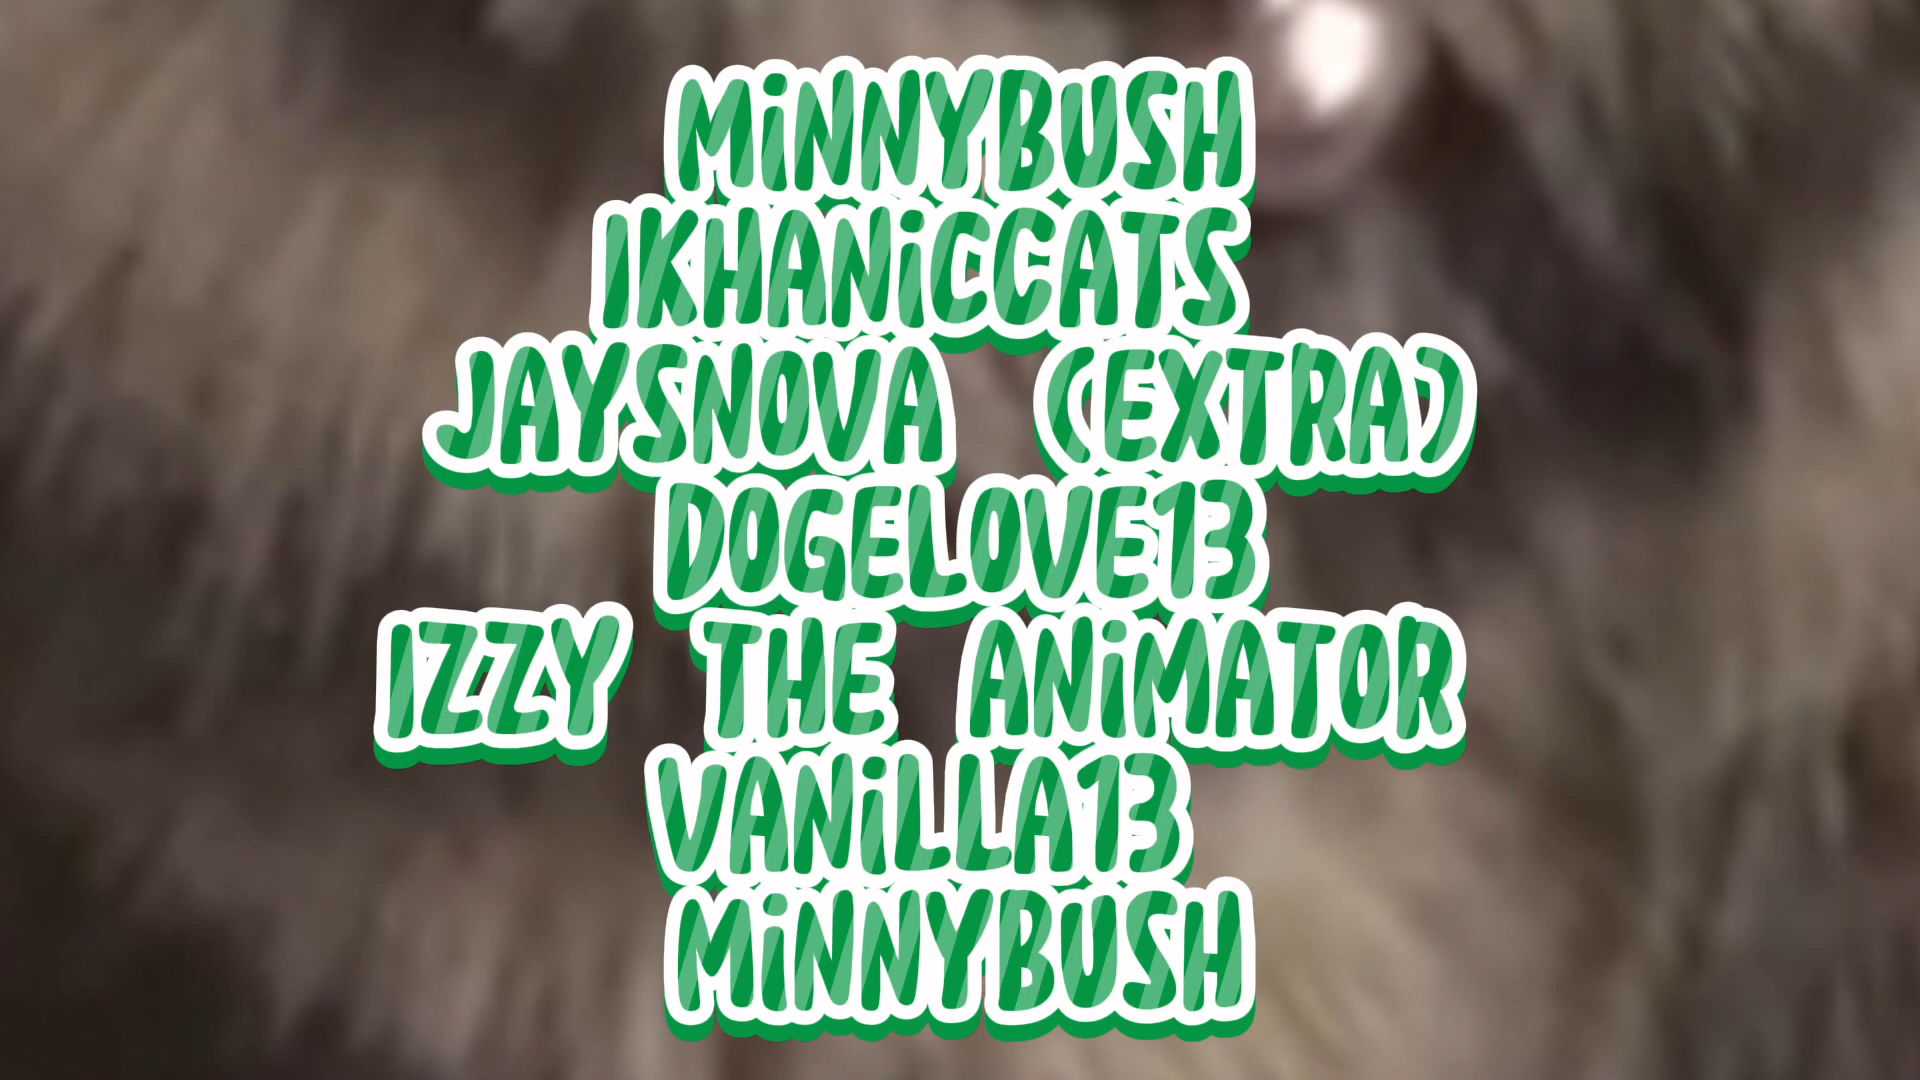 MiNNYBUSH
IKHANiCCATS
JAYSNOVA (EXTRA)
DOGELOVE13
IZZY THE ANiMATOR
VANiLLA13
MiNNYBUSH